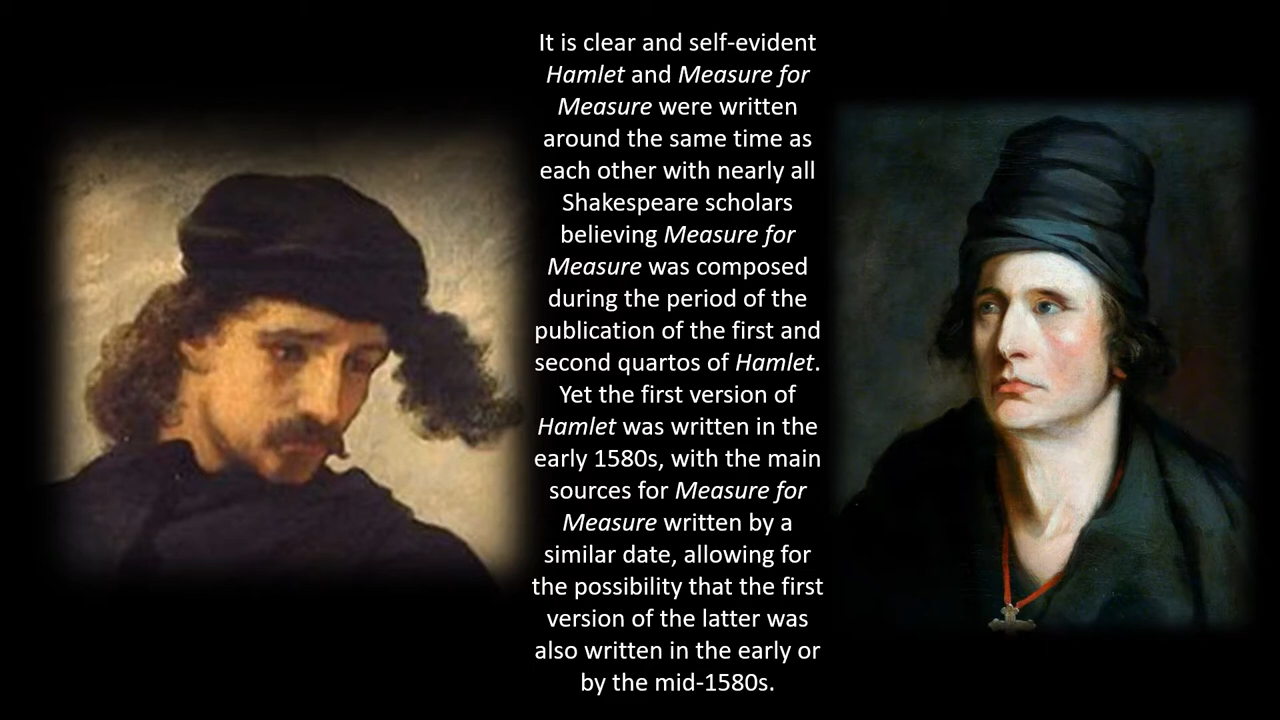 It is clear and self-evident
Hamlet and Measure for
Measure were written
around the same time as
each other with nearly all
Shakespeare scholars
believing Measure for
Measure was composed
during the period of the
publication of the first and
second quartos of Hamlet.
Yet the first version of
Hamlet was written in the
early 1580s, with the main
sources for Measure for
Measure written by a
similar date, allowing for
the possibility that the first
version of the latter was
also written in the early or
by the mid-1580s.